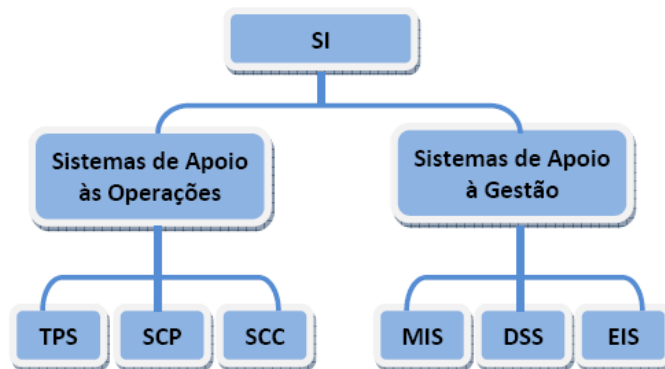 SI
Sistemas de Apoio
às Operações
Sistemas de Apoio
à Gestão
TPS
SCP
SCC
MIS
DSS
EIS